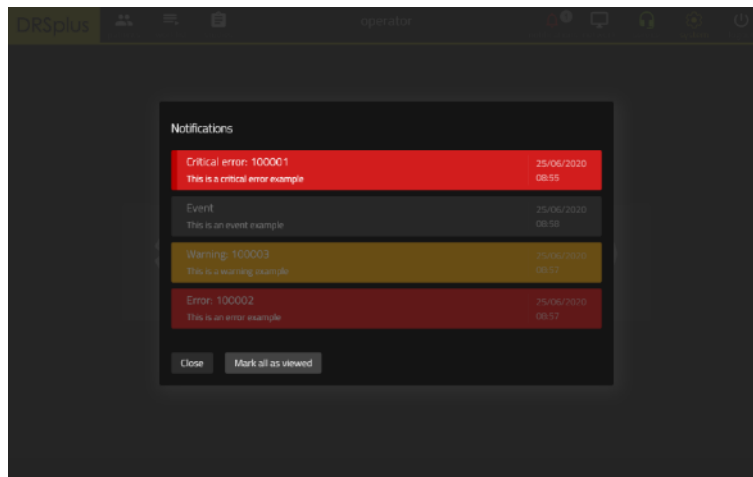 DRSplus
operator
Notifications
Critical error: 100001
25/06/2020
This is a critical error example
08:55
Event
25/06/2020
This is an event example
08:58
Warning: 100003
25/06/2020
This is a warning example
08:57
Error: 100002
25/06/2020
This is an error example
08:57
Close
Mark all as viewed